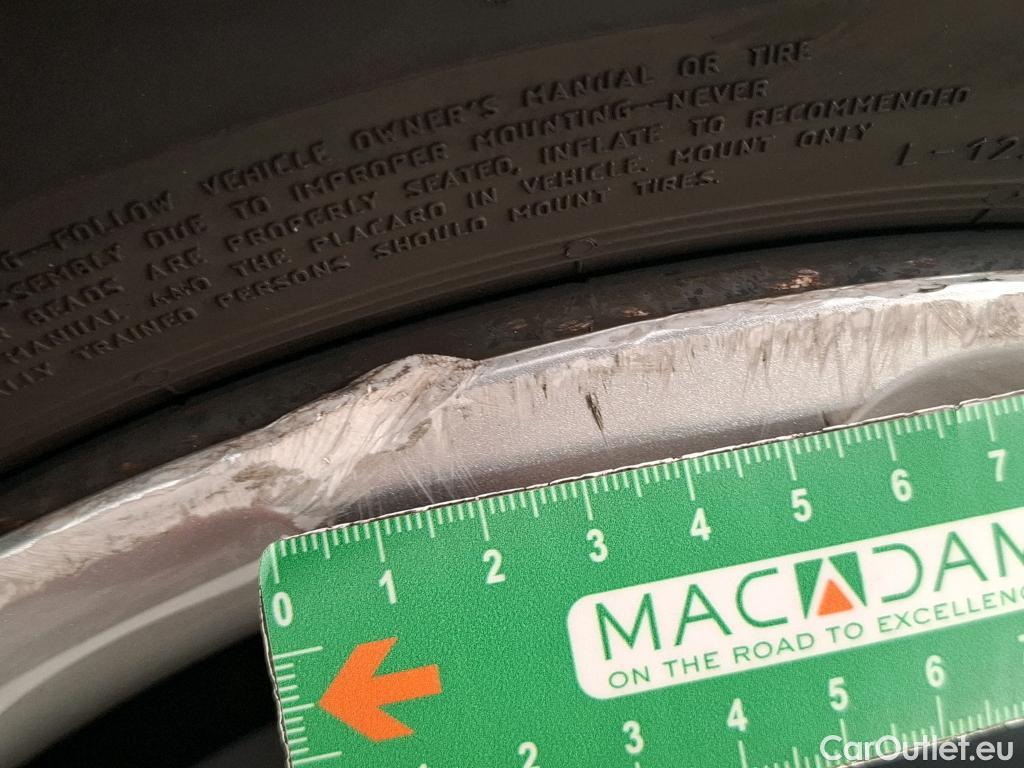 G—FOLLOW VEHICLE OWNER'S MANUAL OR TIRE
ASSEMBLY DUE TO IMPROPER MOUNTING—NEVER
BEADS ARE PROPERLY SEATED, INFLATE TO RECOMMENDED
MANUAL AND THE PLACARD IN VEHICLE. MOUNT ONLY
TRAINED PERSONS SHOULD MOUNT TIRES.
L-12
0 1 2 3 4 5 6 7
MACADAM
ON THE ROAD TO EXCELLENC
2 3 4 5 6
CarOutlet.eu